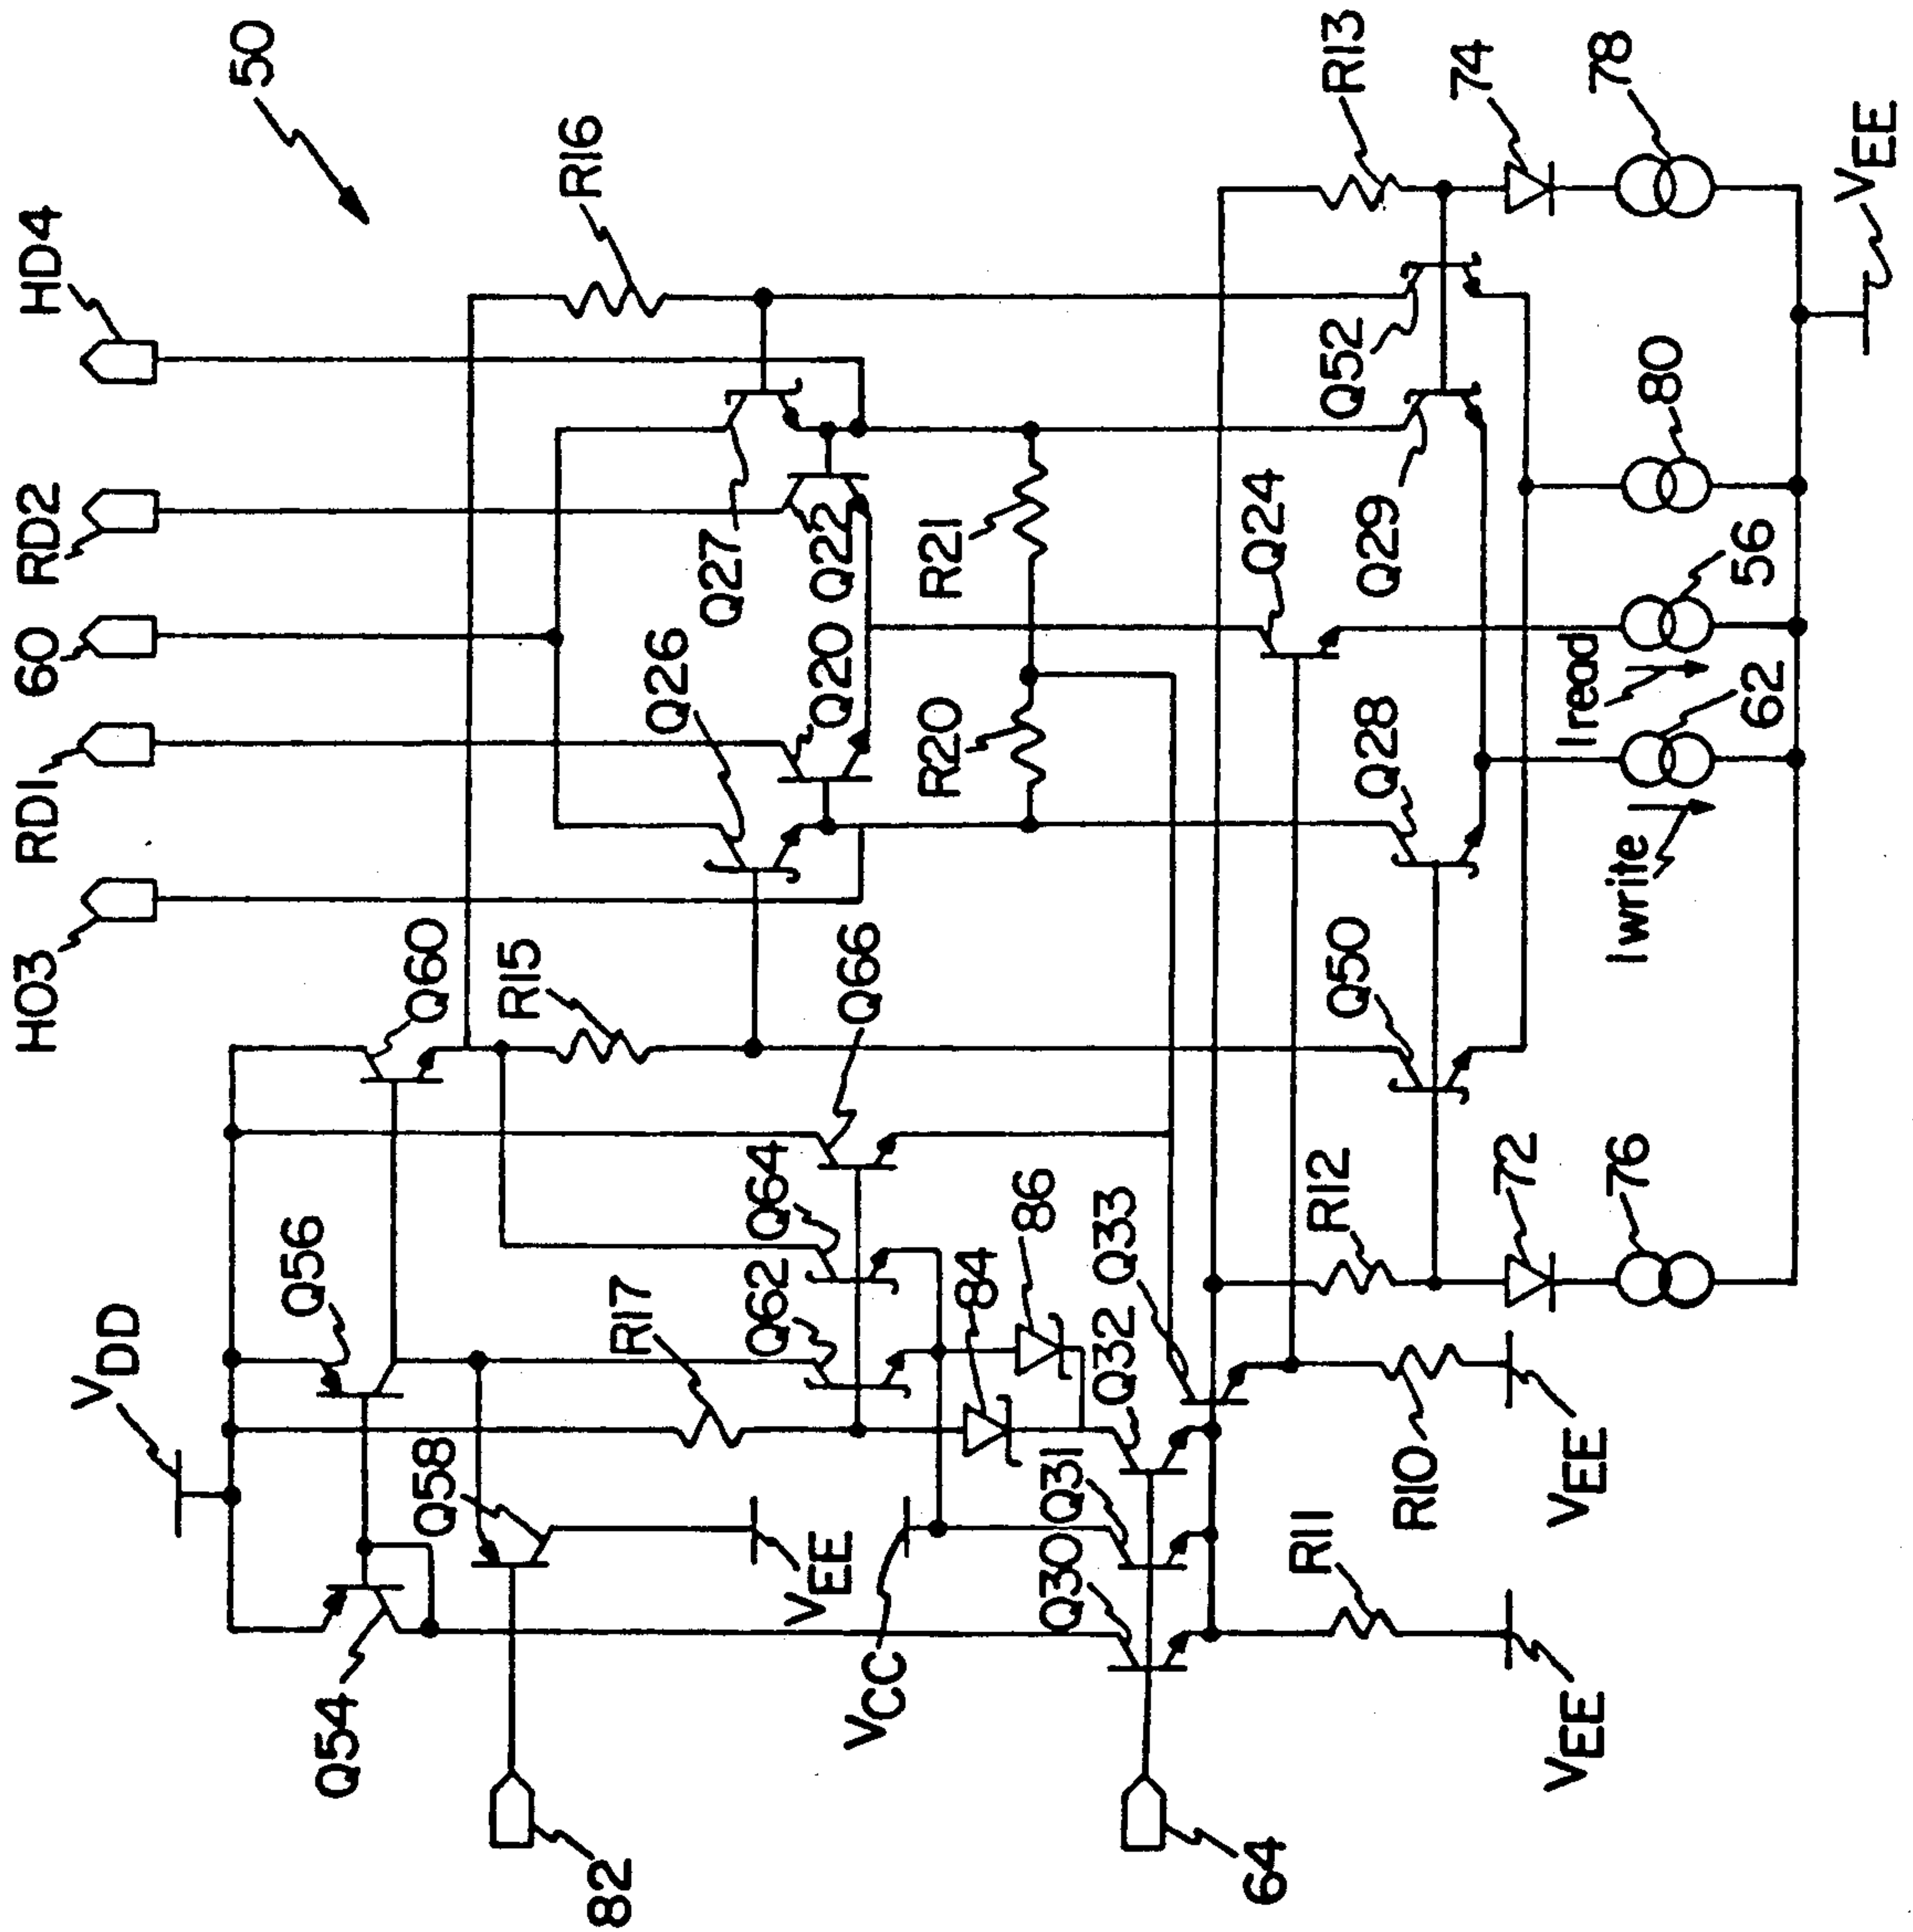 50
HO3
RD1
60
RD2
HD4
VDD
Q56
Q60
R15
R16
Q54
Q58
R17
Q62
Q64
Q66
Q26
Q27
Q20
Q22
82
VEE
VCC
84
86
R20
R21
Q30
Q31
Q32
Q33
64
R11
R10
R12
Q50
Q28
Q24
Q29
Q52
R13
VEE
VEE
72
76
Iwrite
62
Iread
56
80
74
78
VEE